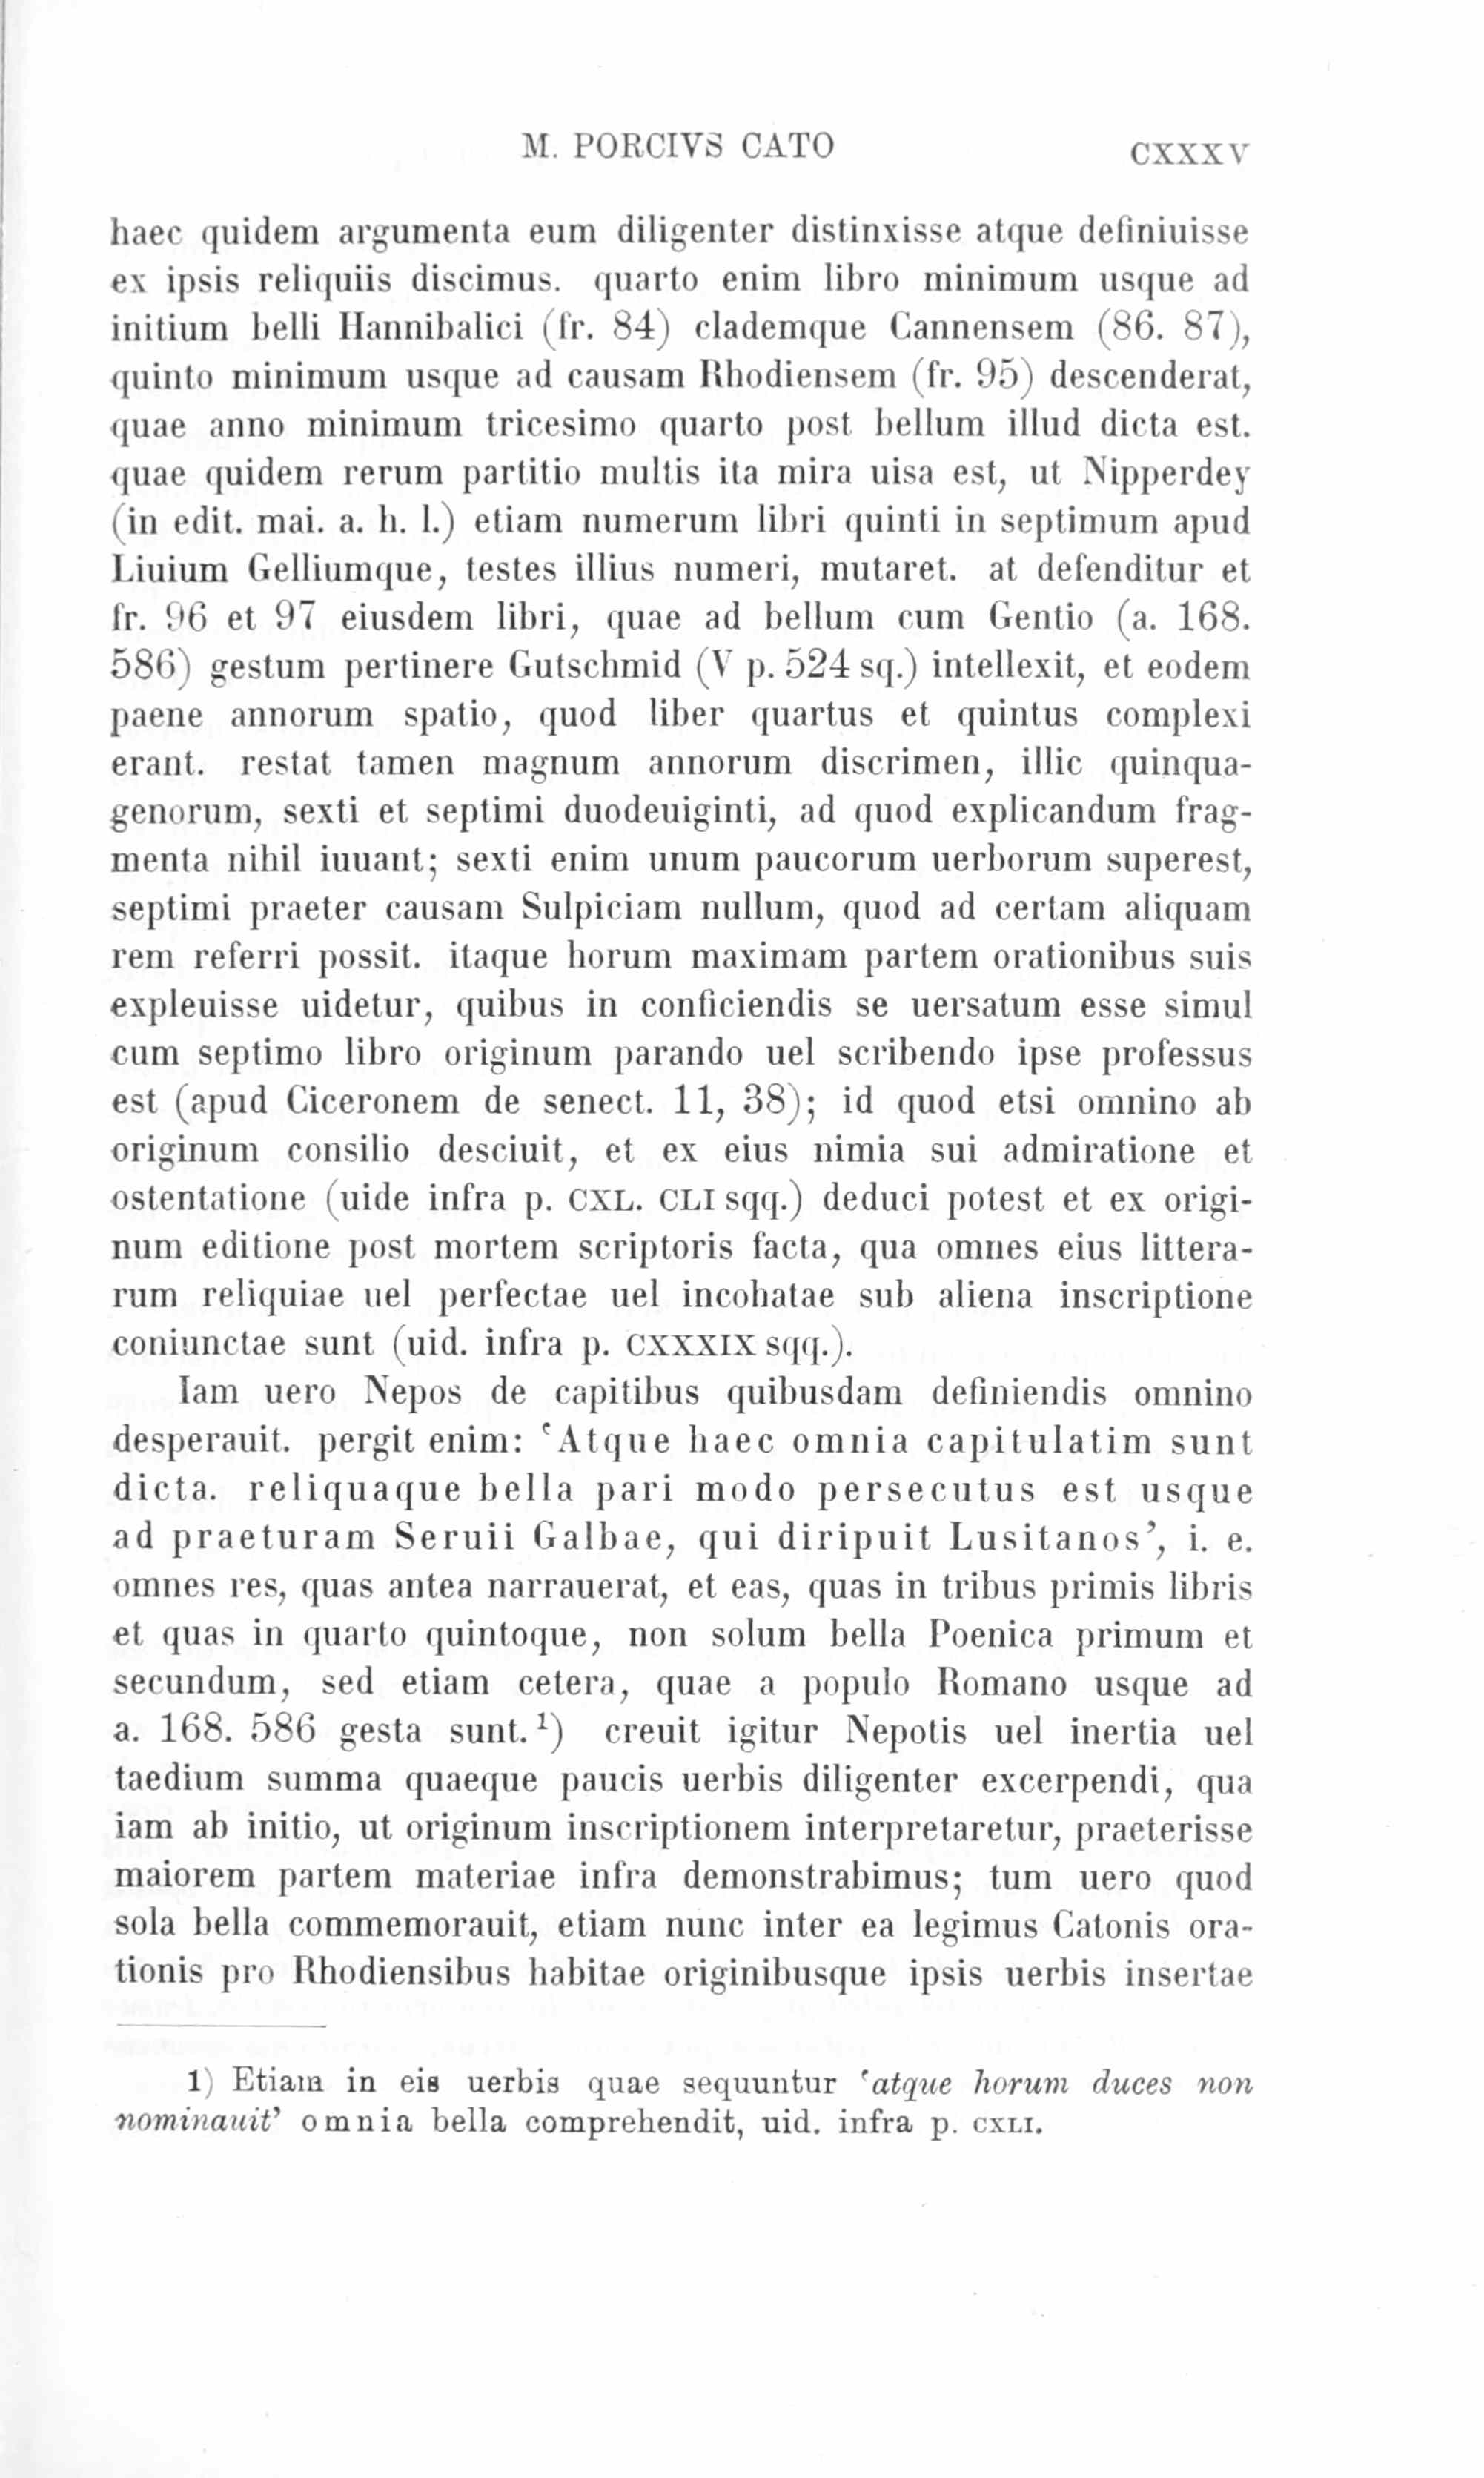 M. PORCIVS CATO CXXXV
haec quidem argumenta eum diligenter distinxisse atque definiuisse
ex ipsis reliquiis discimus. quarto enim libro minimum usque ad
initium belli Hannibalici (fr. 84) clademque Cannensem (86. 87),
quinto minimum usque ad causam Rhodiensem (fr. 95) descenderat,
quae anno minimum tricesimo quarto post bellum illud dicta est.
quae quidem rerum partitio multis ita mira uisa est, ut Nipperdey
(in edit. mai. a. h. l.) etiam numerum libri quinti in septimum apud
Liuium Gelliumque, testes illius numeri, mutaret. at defenditur et
fr. 96 et 97 eiusdem libri, quae ad bellum cum Gentio (a. 168.
586) gestum pertinere Gutschmid (V p. 524 sq.) intellexit, et eodem
paene annorum spatio, quod liber quartus et quintus complexi
erant. restat tamen magnum annorum discrimen, illic quinqua-
genorum, sexti et septimi duodeuiginti, ad quod explicandum frag-
menta nihil iuuant; sexti enim unum paucorum uerborum superest,
septimi praeter causam Sulpiciam nullum, quod ad certam aliquam
rem referri possit. itaque horum maximam partem orationibus suis
expleuisse uidetur, quibus in conficiendis se uersatum esse simul
cum septimo libro originum parando uel scribendo ipse professus
est (apud Ciceronem de senect. 11, 38); id quod etsi omnino ab
originum consilio desciuit, et ex eius nimia sui admiratione et
ostentatione (uide infra p. CXL. CLI sqq.) deduci potest et ex origi-
num editione post mortem scriptoris facta, qua omnes eius littera-
rum reliquiae uel perfectae uel incohatae sub aliena inscriptione
coniunctae sunt (uid. infra p. CXXXIX sqq.).
Iam uero Nepos de capitibus quibusdam definiendis omnino
desperauit. pergit enim: ‘Atque haec omnia capitulatim sunt
dicta. reliquaque bella pari modo persecutus est usque
ad praeturam Seruii Galbae, qui diripuit Lusitanos’, i. e.
omnes res, quas antea narrauerat, et eas, quas in tribus primis libris
et quas in quarto quintoque, non solum bella Poenica primum et
secundum, sed etiam cetera, quae a populo Romano usque ad
a. 168. 586 gesta sunt.¹) creuit igitur Nepotis uel inertia uel
taedium summa quaeque paucis uerbis diligenter excerpendi, qua
iam ab initio, ut originum inscriptionem interpretaretur, praeterisse
maiorem partem materiae infra demonstrabimus; tum uero quod
sola bella commemorauit, etiam nunc inter ea legimus Catonis ora-
tionis pro Rhodiensibus habitae originibusque ipsis uerbis insertae
1) Etiam in eis uerbis quae sequuntur ‘atque horum duces non
nominauit’ omnia bella comprehendit, uid. infra p. CXLI.